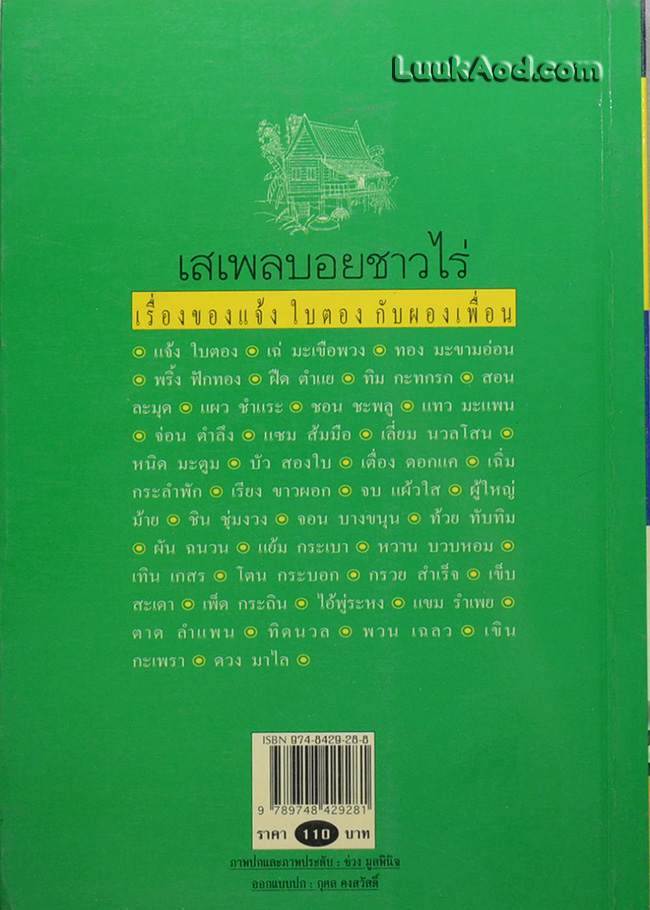 LuukAod.com
เสเพลบอยชาวไร่
เรื่องของแจ้ง ใบตอง กับผองเพื่อน
แจ้ง ใบตอง เฉ่ มะเขือพวง ทอง มะขามอ่อน
พริ้ง ฟักทอง ฝืด ตำแย ทิม กะทกรก สอน
ละมุด แผว ชำแระ ชอน ชะพลู แทว มะแพน
จ่อน ตำลึง แซม ส้มมือ เลี่ยม นวลโสน
หนิด มะตูม บัว สองใบ เตื่อง ดอกแค เฉิ่ม
กระลำพัก เรียง ขาวผอก จบ แผ้วใส ผู้ใหญ่
ม้าย ชิน ชุ่มงวง จอน บางขนุน ท้วย ทับทิม
ผัน ฉนวน แย้ม กระเบา หวาน บวบหอม
เทิน เกสร โตน กระบอก กรวย สำเร็จ เข็บ
สะเดา เพ็ด กระถิน ไอ้พู่ระหง แขม รำเพย
ตาด ลำแพน ทิดนวล พวน เฉลว เขิน
กะเพรา ดวง มาไล
ISBN 974-8429-28-8
9 789748 429281
ราคา 110 บาท
ภาพปกและภาพประดับ : ช่วง มูลพินิจ
ออกแบบปก : กุศล คงสวัสดิ์